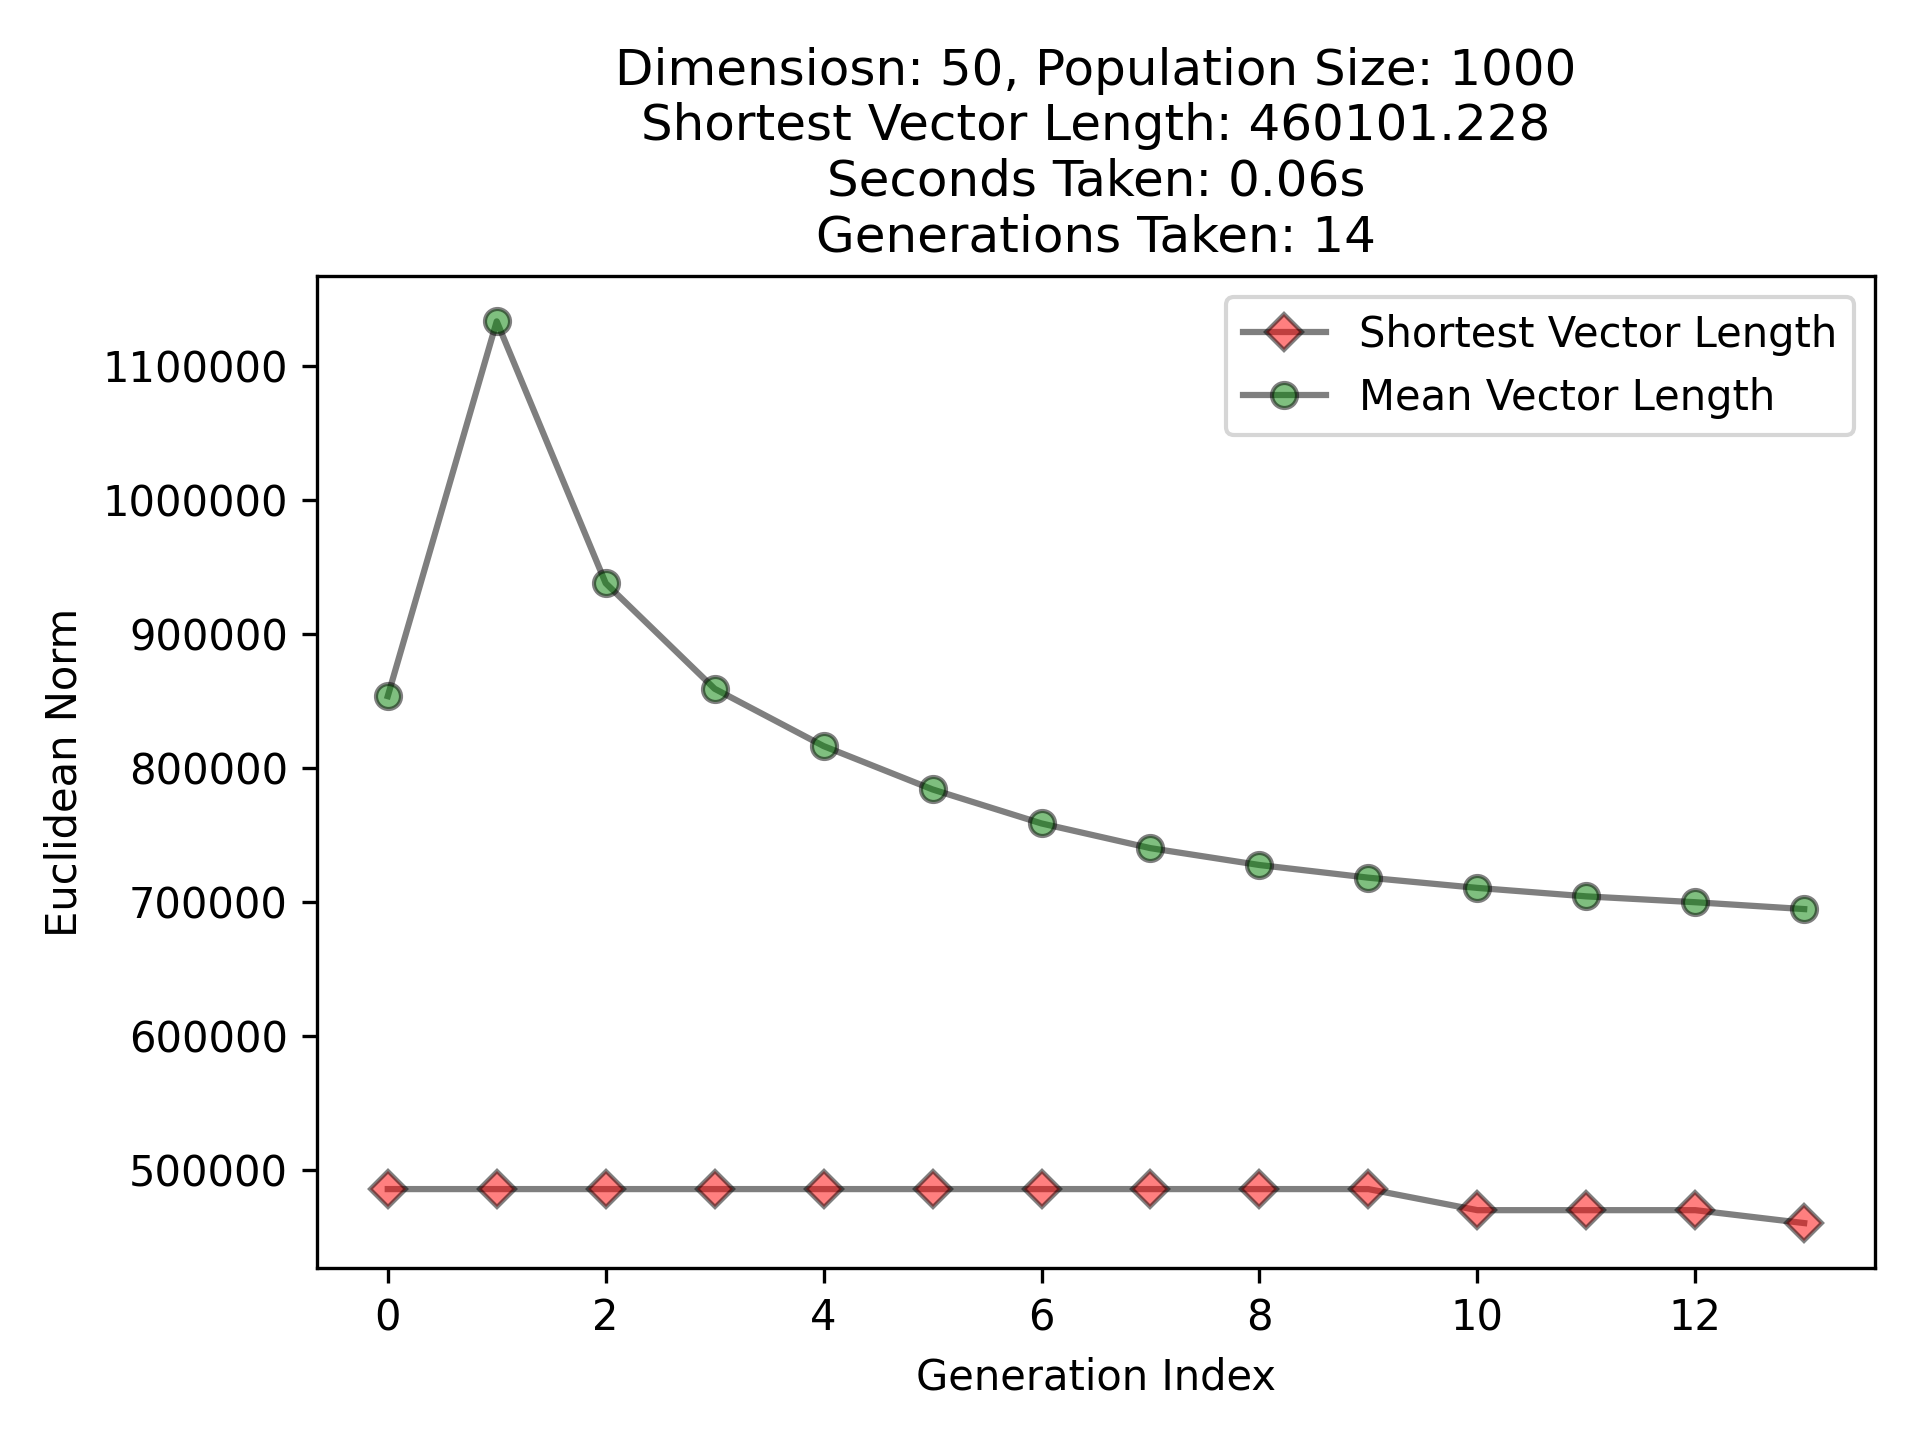 Dimensiosn: 50, Population Size: 1000
Shortest Vector Length: 460101.228
Seconds Taken: 0.06s
Generations Taken: 14
Shortest Vector Length
Mean Vector Length
1100000
1000000
900000
800000
700000
600000
500000
Euclidean Norm
0 2 4 6 8 10 12
Generation Index